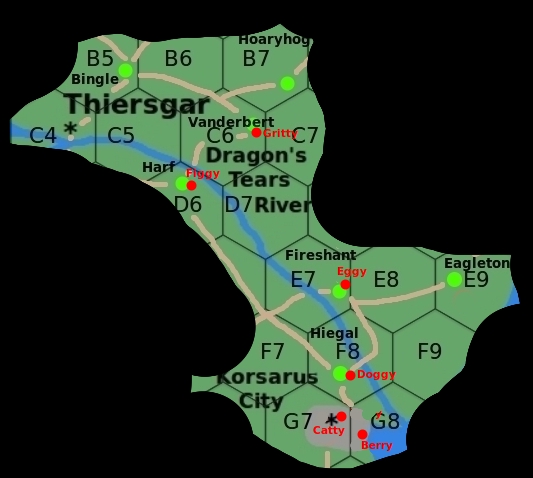 Hoaryhog
B5
B6
B7
Bingle
Thiersgar
Vanderbert
C4 *
C5
C6
Gritty
C7
Dragon's
Tears
River
Harf
Figgy
D6
D7
Fireshant
Eagleton
Eggy
E7
E8
E9
Hiegal
F7
F8
F9
Doggy
Korsarus
City
G7 *
G8
Catty
Berry